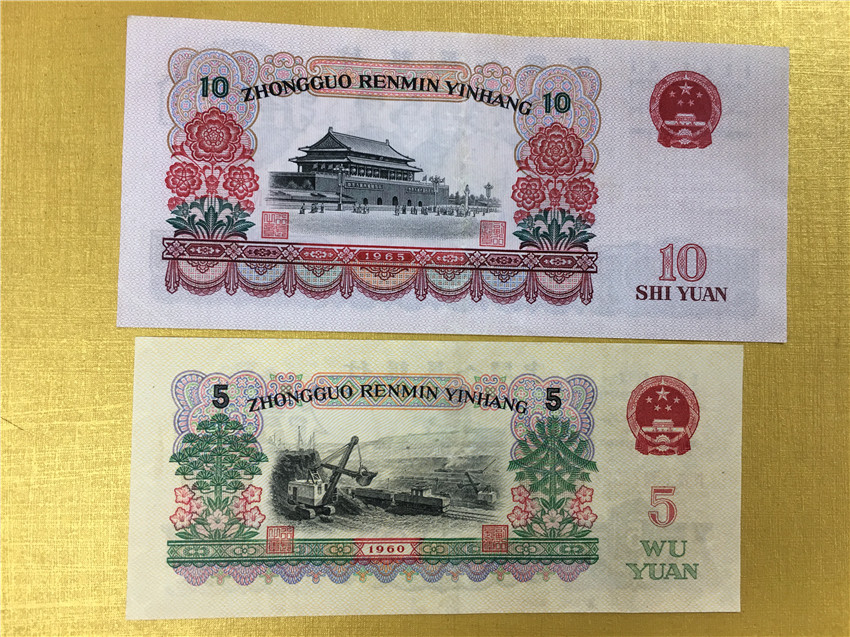 10 ZHONGGUO RENMIN YINHANG 10
1965
10
SHI YUAN
5 ZHONGGUO RENMIN YINHANG 5
1960
5
WU
YUAN